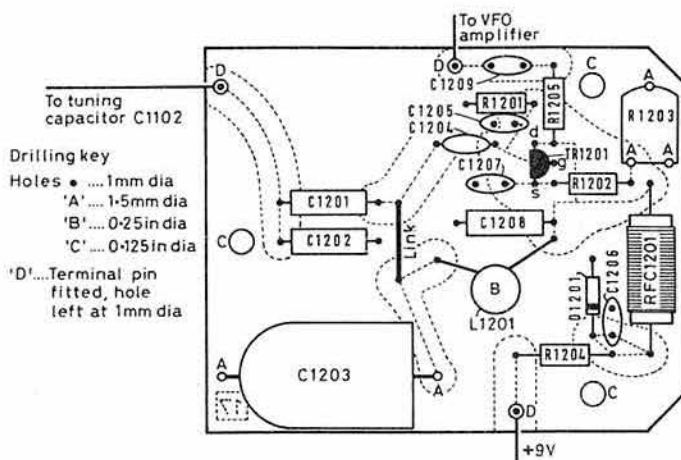 To VFO
amplifier
D
D
C1209
C
A
To tuning
capacitor C1102
R1201
R1205
R1203
C1205
C1204
d
TR1201
g
A
A
Drilling key
Holes • .... 1mm dia
'A' .... 1·5mm dia
'B' .... 0·25in dia
'C' .... 0·125in dia
'D'....Terminal pin
fitted, hole
left at 1mm dia
C1207
s
R1202
C1201
C1208
C
C1202
Link
B
L1201
D1201
C1206
RFC1201
R1204
A
C1203
A
C
D
+9V